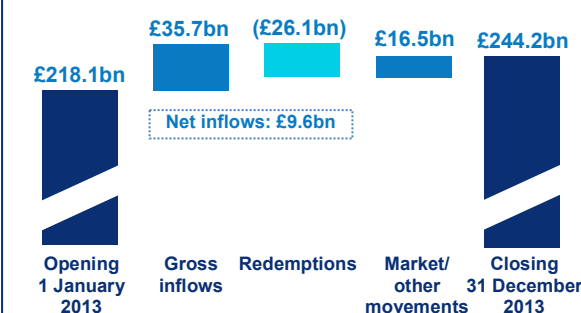 £35.7bn
(£26.1bn)
£16.5bn
£244.2bn
£218.1bn
Net inflows: £9.6bn
Opening
1 January
2013
Gross
inflows
Redemptions
Market/
other
movements
Closing
31 December
2013